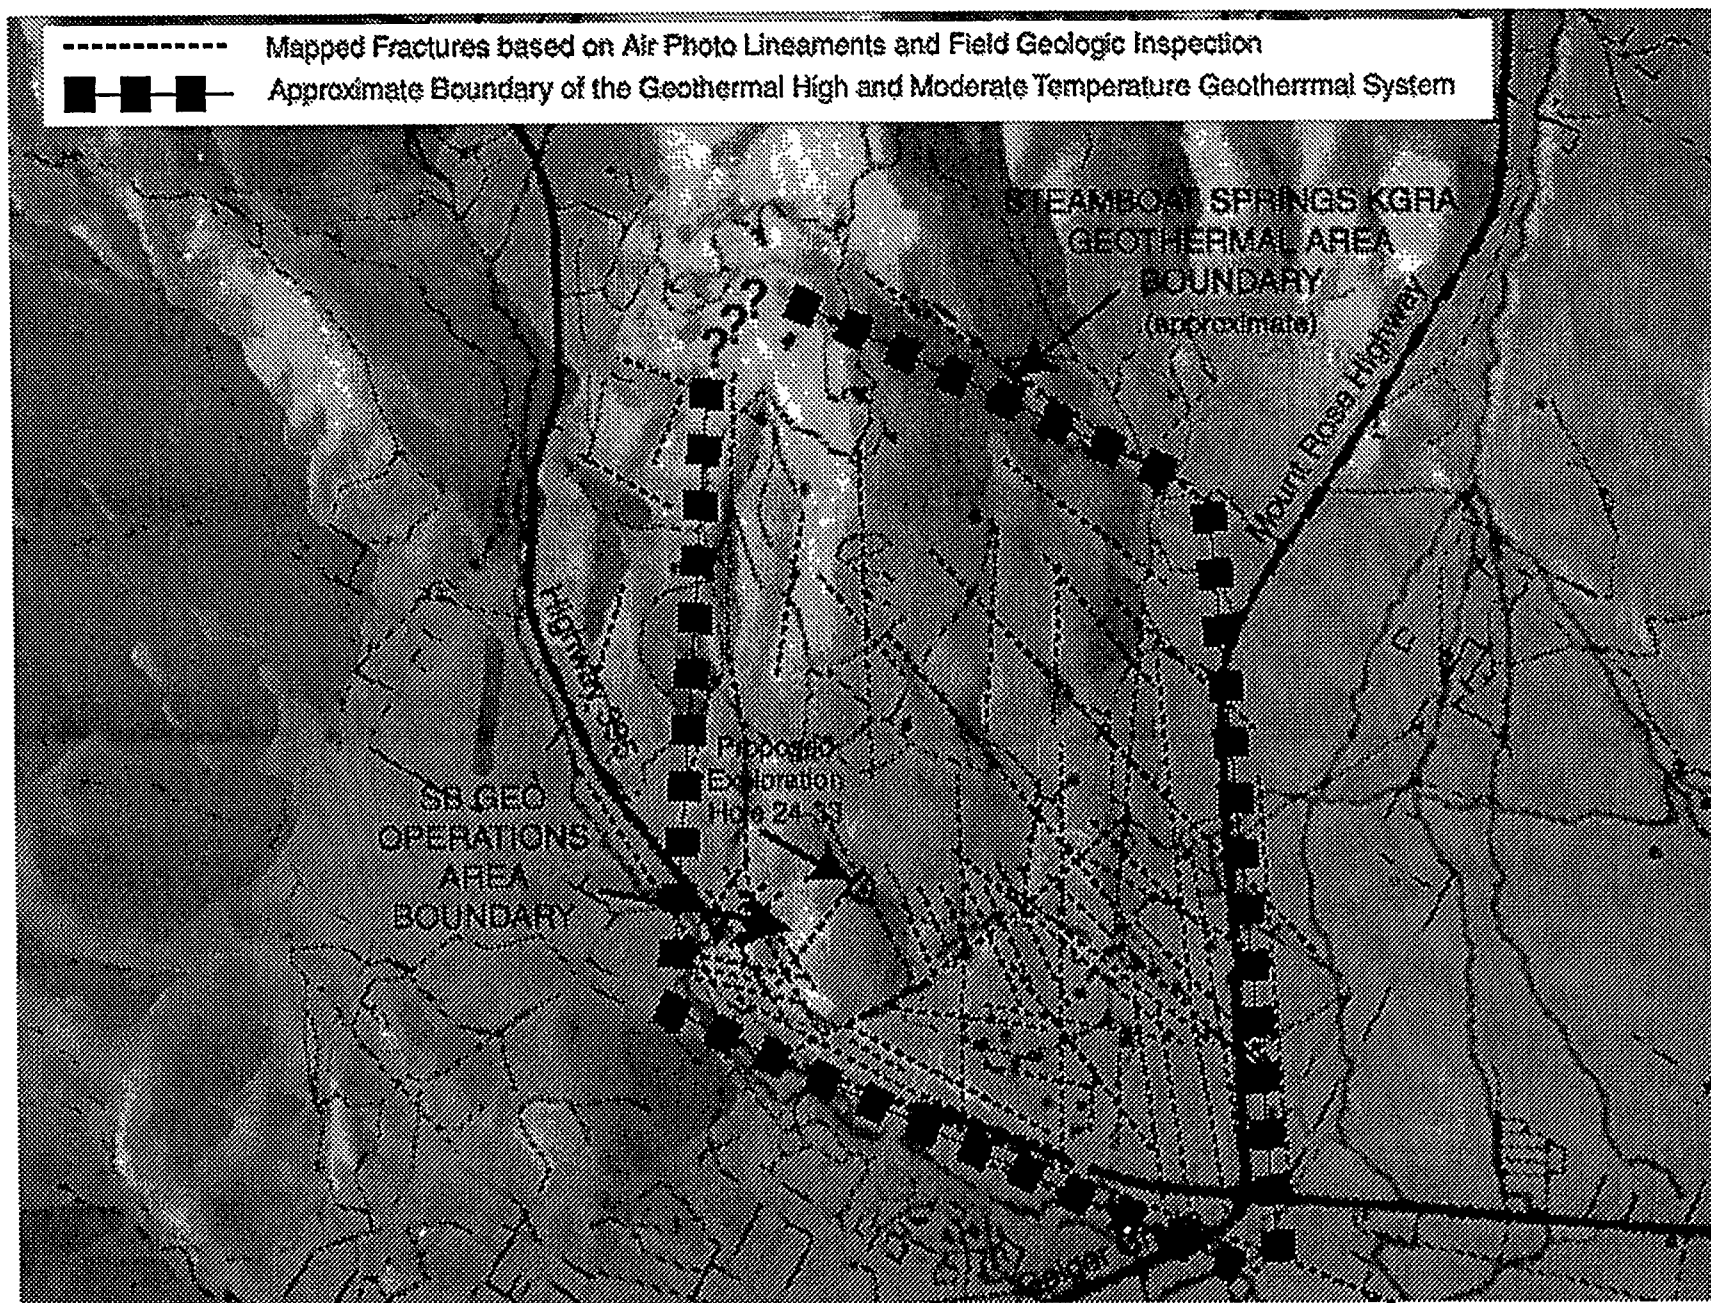 Mapped Fractures based on Air Photo Lineaments and Field Geologic Inspection
Approximate Boundary of the Geothermal High and Moderate Temperature Geotherrmal System
STEAMBOAT SPRINGS KGRA
GEOTHERMAL AREA
BOUNDARY
(approximate)
???
Mount Rose Highway
Highway 395
Proposed
Exploration
Hole 24-33
SB GEO
OPERATIONS
AREA
BOUNDARY
Geiger